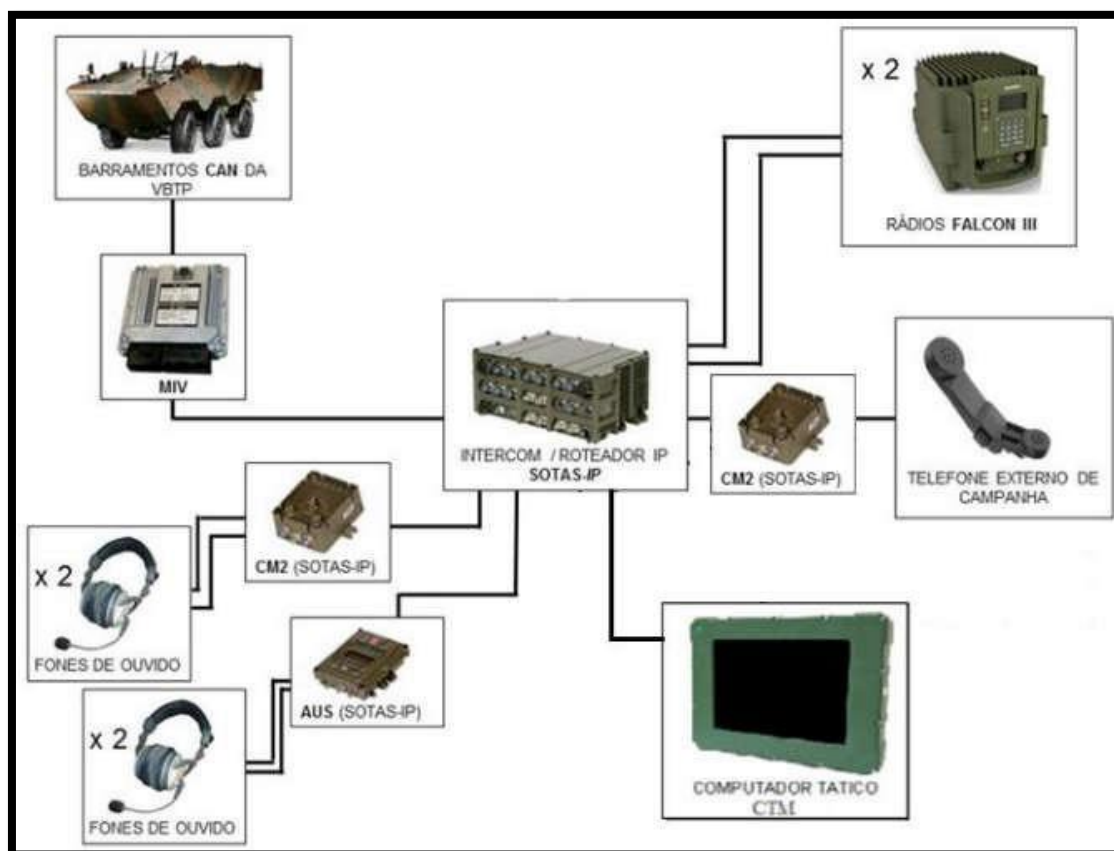 BARRAMENTOS CAN DA
VBTP
x 2
RÁDIOS FALCON III
MIV
INTERCOM / ROTEADOR IP
SOTAS-IP
CM2 (SOTAS-IP)
TELEFONE EXTERNO DE
CAMPANHA
CM2 (SOTAS-IP)
x 2
FONES DE OUVIDO
AUS (SOTAS-IP)
x 2
FONES DE OUVIDO
COMPUTADOR TATICO
CTM